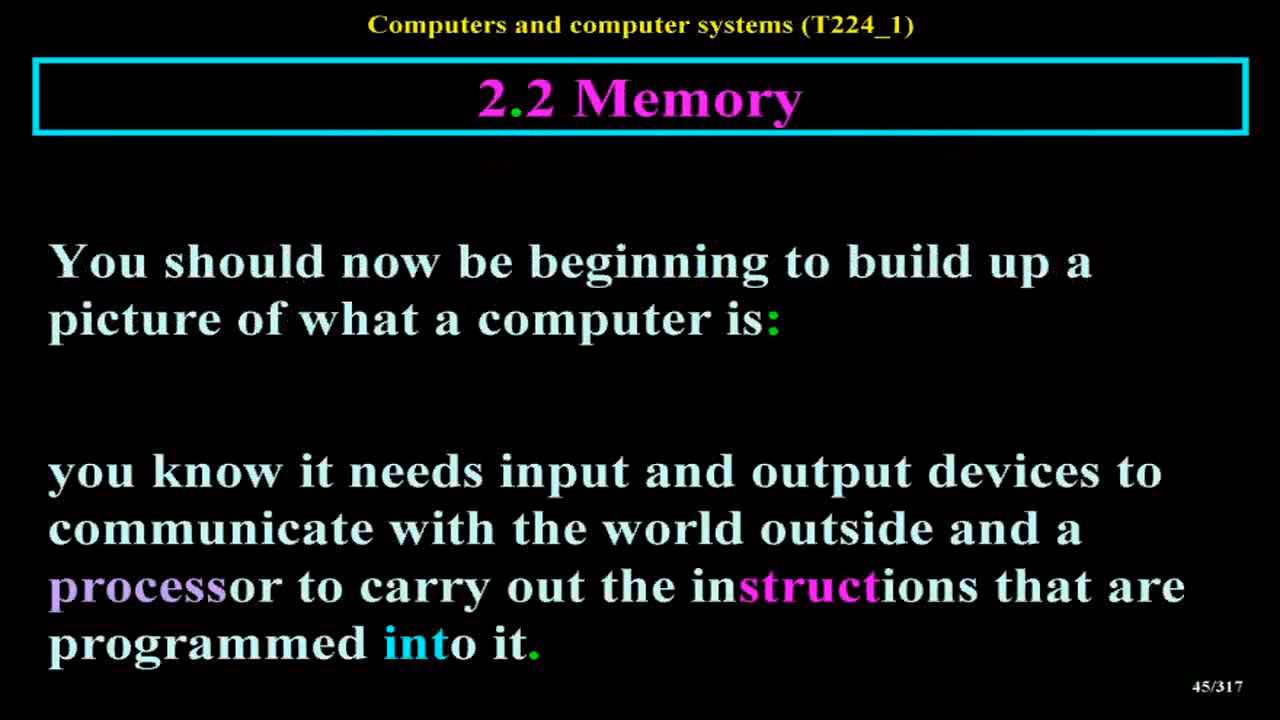 Computers and computer systems (T224_1)
2.2 Memory
You should now be beginning to build up a
picture of what a computer is:
you know it needs input and output devices to
communicate with the world outside and a
processor to carry out the instructions that are
programmed into it.
45/317